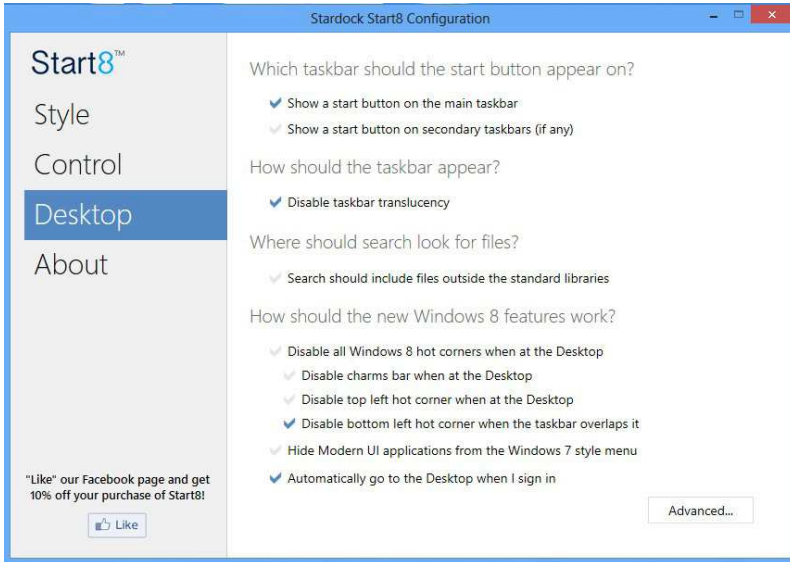 Stardock Start8 Configuration
Start8™
Style
Control
Desktop
About
"Like" our Facebook page and get
10% off your purchase of Start8!
Like
Which taskbar should the start button appear on?
Show a start button on the main taskbar
Show a start button on secondary taskbars (if any)
How should the taskbar appear?
Disable taskbar translucency
Where should search look for files?
Search should include files outside the standard libraries
How should the new Windows 8 features work?
Disable all Windows 8 hot corners when at the Desktop
Disable charms bar when at the Desktop
Disable top left hot corner when at the Desktop
Disable bottom left hot corner when the taskbar overlaps it
Hide Modern UI applications from the Windows 7 style menu
Automatically go to the Desktop when I sign in
Advanced...